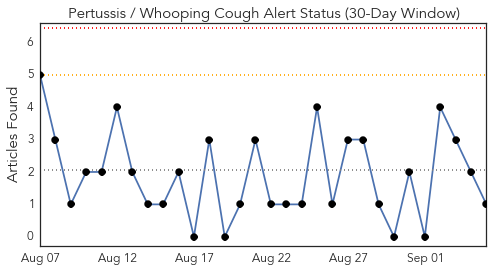 Pertussis / Whooping Cough Alert Status (30-Day Window)
Articles Found
6
5
4
3
2
1
0
Aug 07 Aug 12 Aug 17 Aug 22 Aug 27 Sep 01